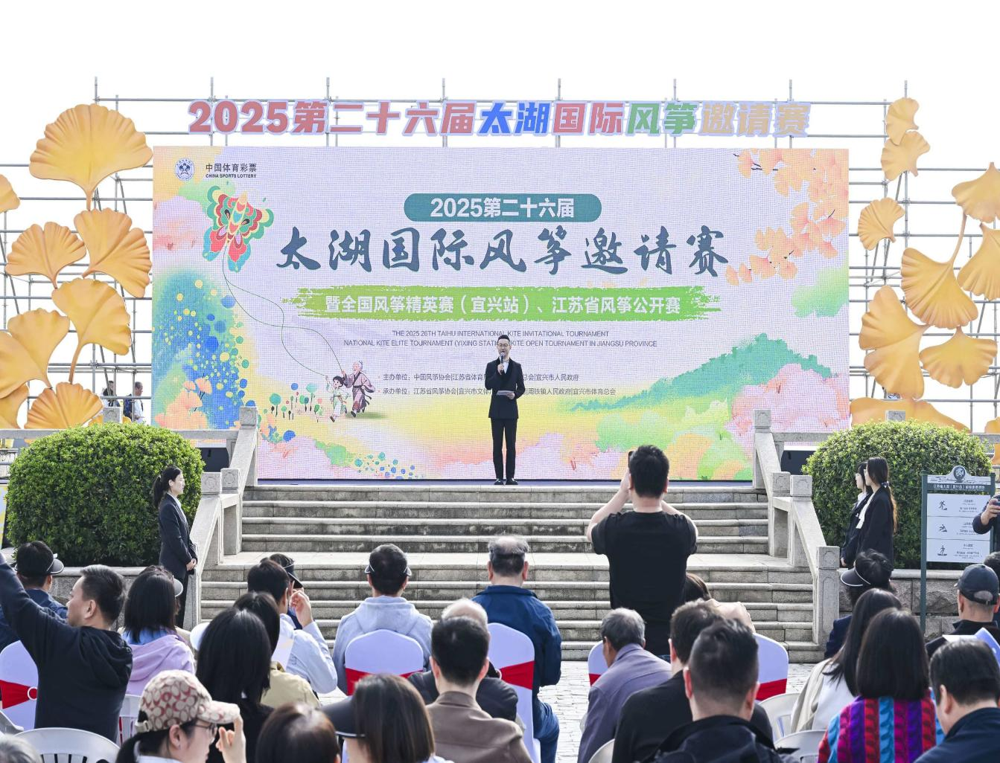 2025第二十六届太湖国际风筝邀请赛
中国体育彩票
CHINA SPORTS LOTTERY
2025第二十六届
太湖国际风筝邀请赛
暨全国风筝精英赛（宜兴站）、江苏省风筝公开赛
THE 2025 26TH TAIHU INTERNATIONAL KITE INVITATIONAL TOURNAMENT
NATIONAL KITE ELITE TOURNAMENT (YIXING STATI KITE OPEN TOURNAMENT IN JIANGSU PROVINCE
主办单位：中国风筝协会|江苏省体育 总会|宜兴市人民政府
承办单位：江苏省风筝协会|宜兴市文体 周铁镇人民政府|宜兴市体育总会